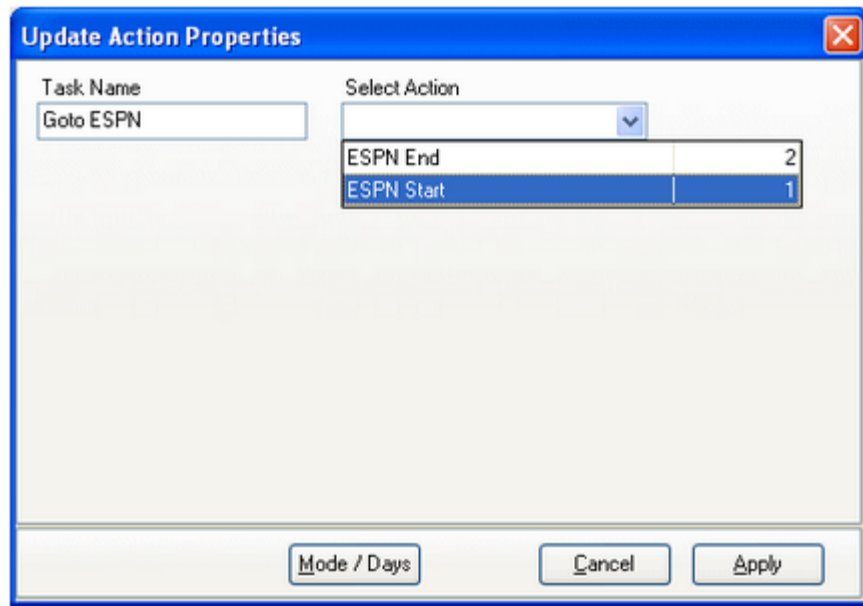 Update Action Properties
Task Name Select Action
Goto ESPN
ESPN End 2
ESPN Start 1
Mode / Days Cancel Apply